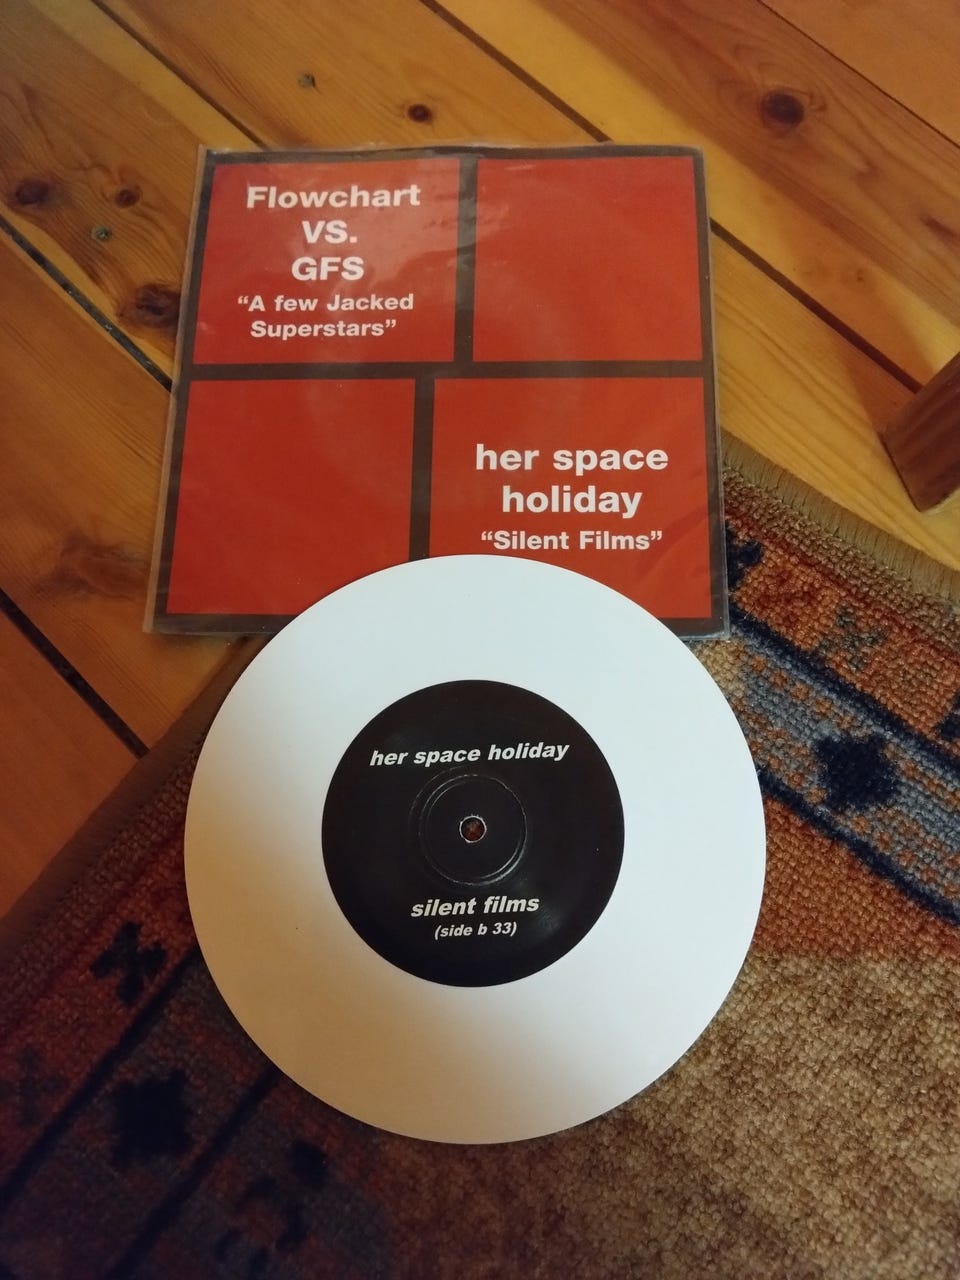 Flowchart
VS.
GFS
“A few Jacked
Superstars”
her space
holiday
“Silent Films”
her space holiday
silent films
(side b 33)